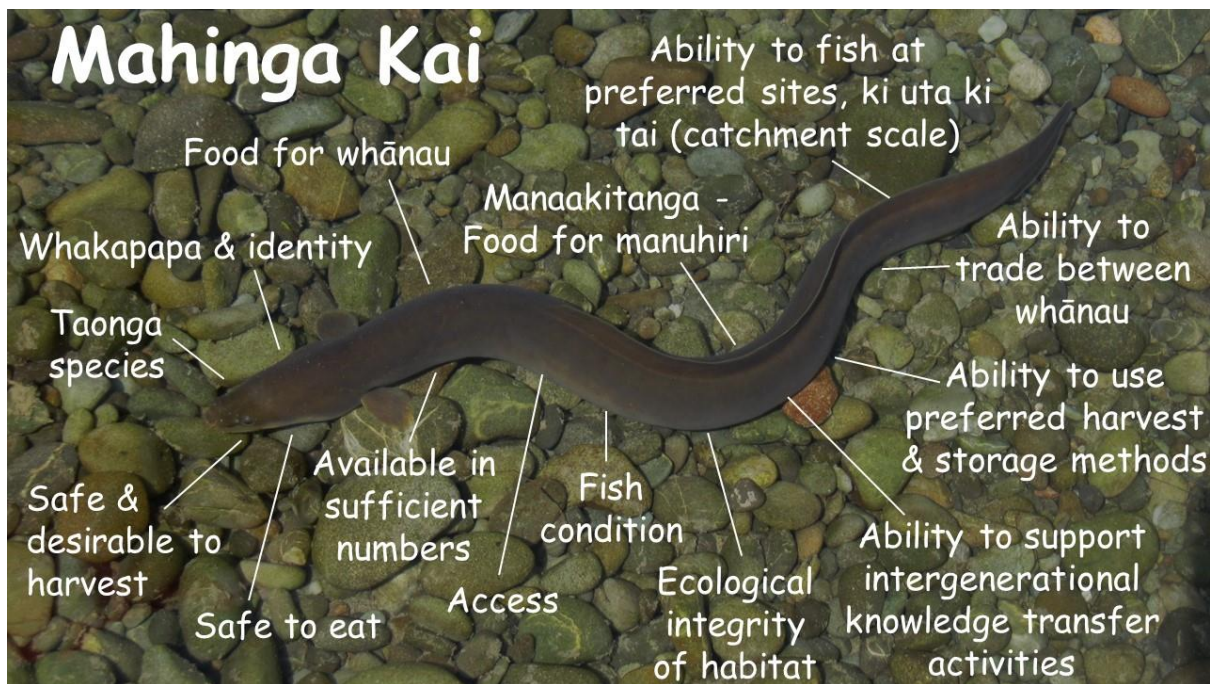 Mahinga Kai
Ability to fish at
preferred sites, ki uta ki
tai (catchment scale)
Food for whānau
Manaakitanga -
Food for manuhiri
Whakapapa & identity
Ability to
trade between
whānau
Taonga
species
Ability to use
preferred harvest
& storage methods
Available in
sufficient
numbers
Fish
condition
Safe &
desirable to
harvest
Ability to support
intergenerational
knowledge transfer
activities
Access
Ecological
integrity
of habitat
Safe to eat